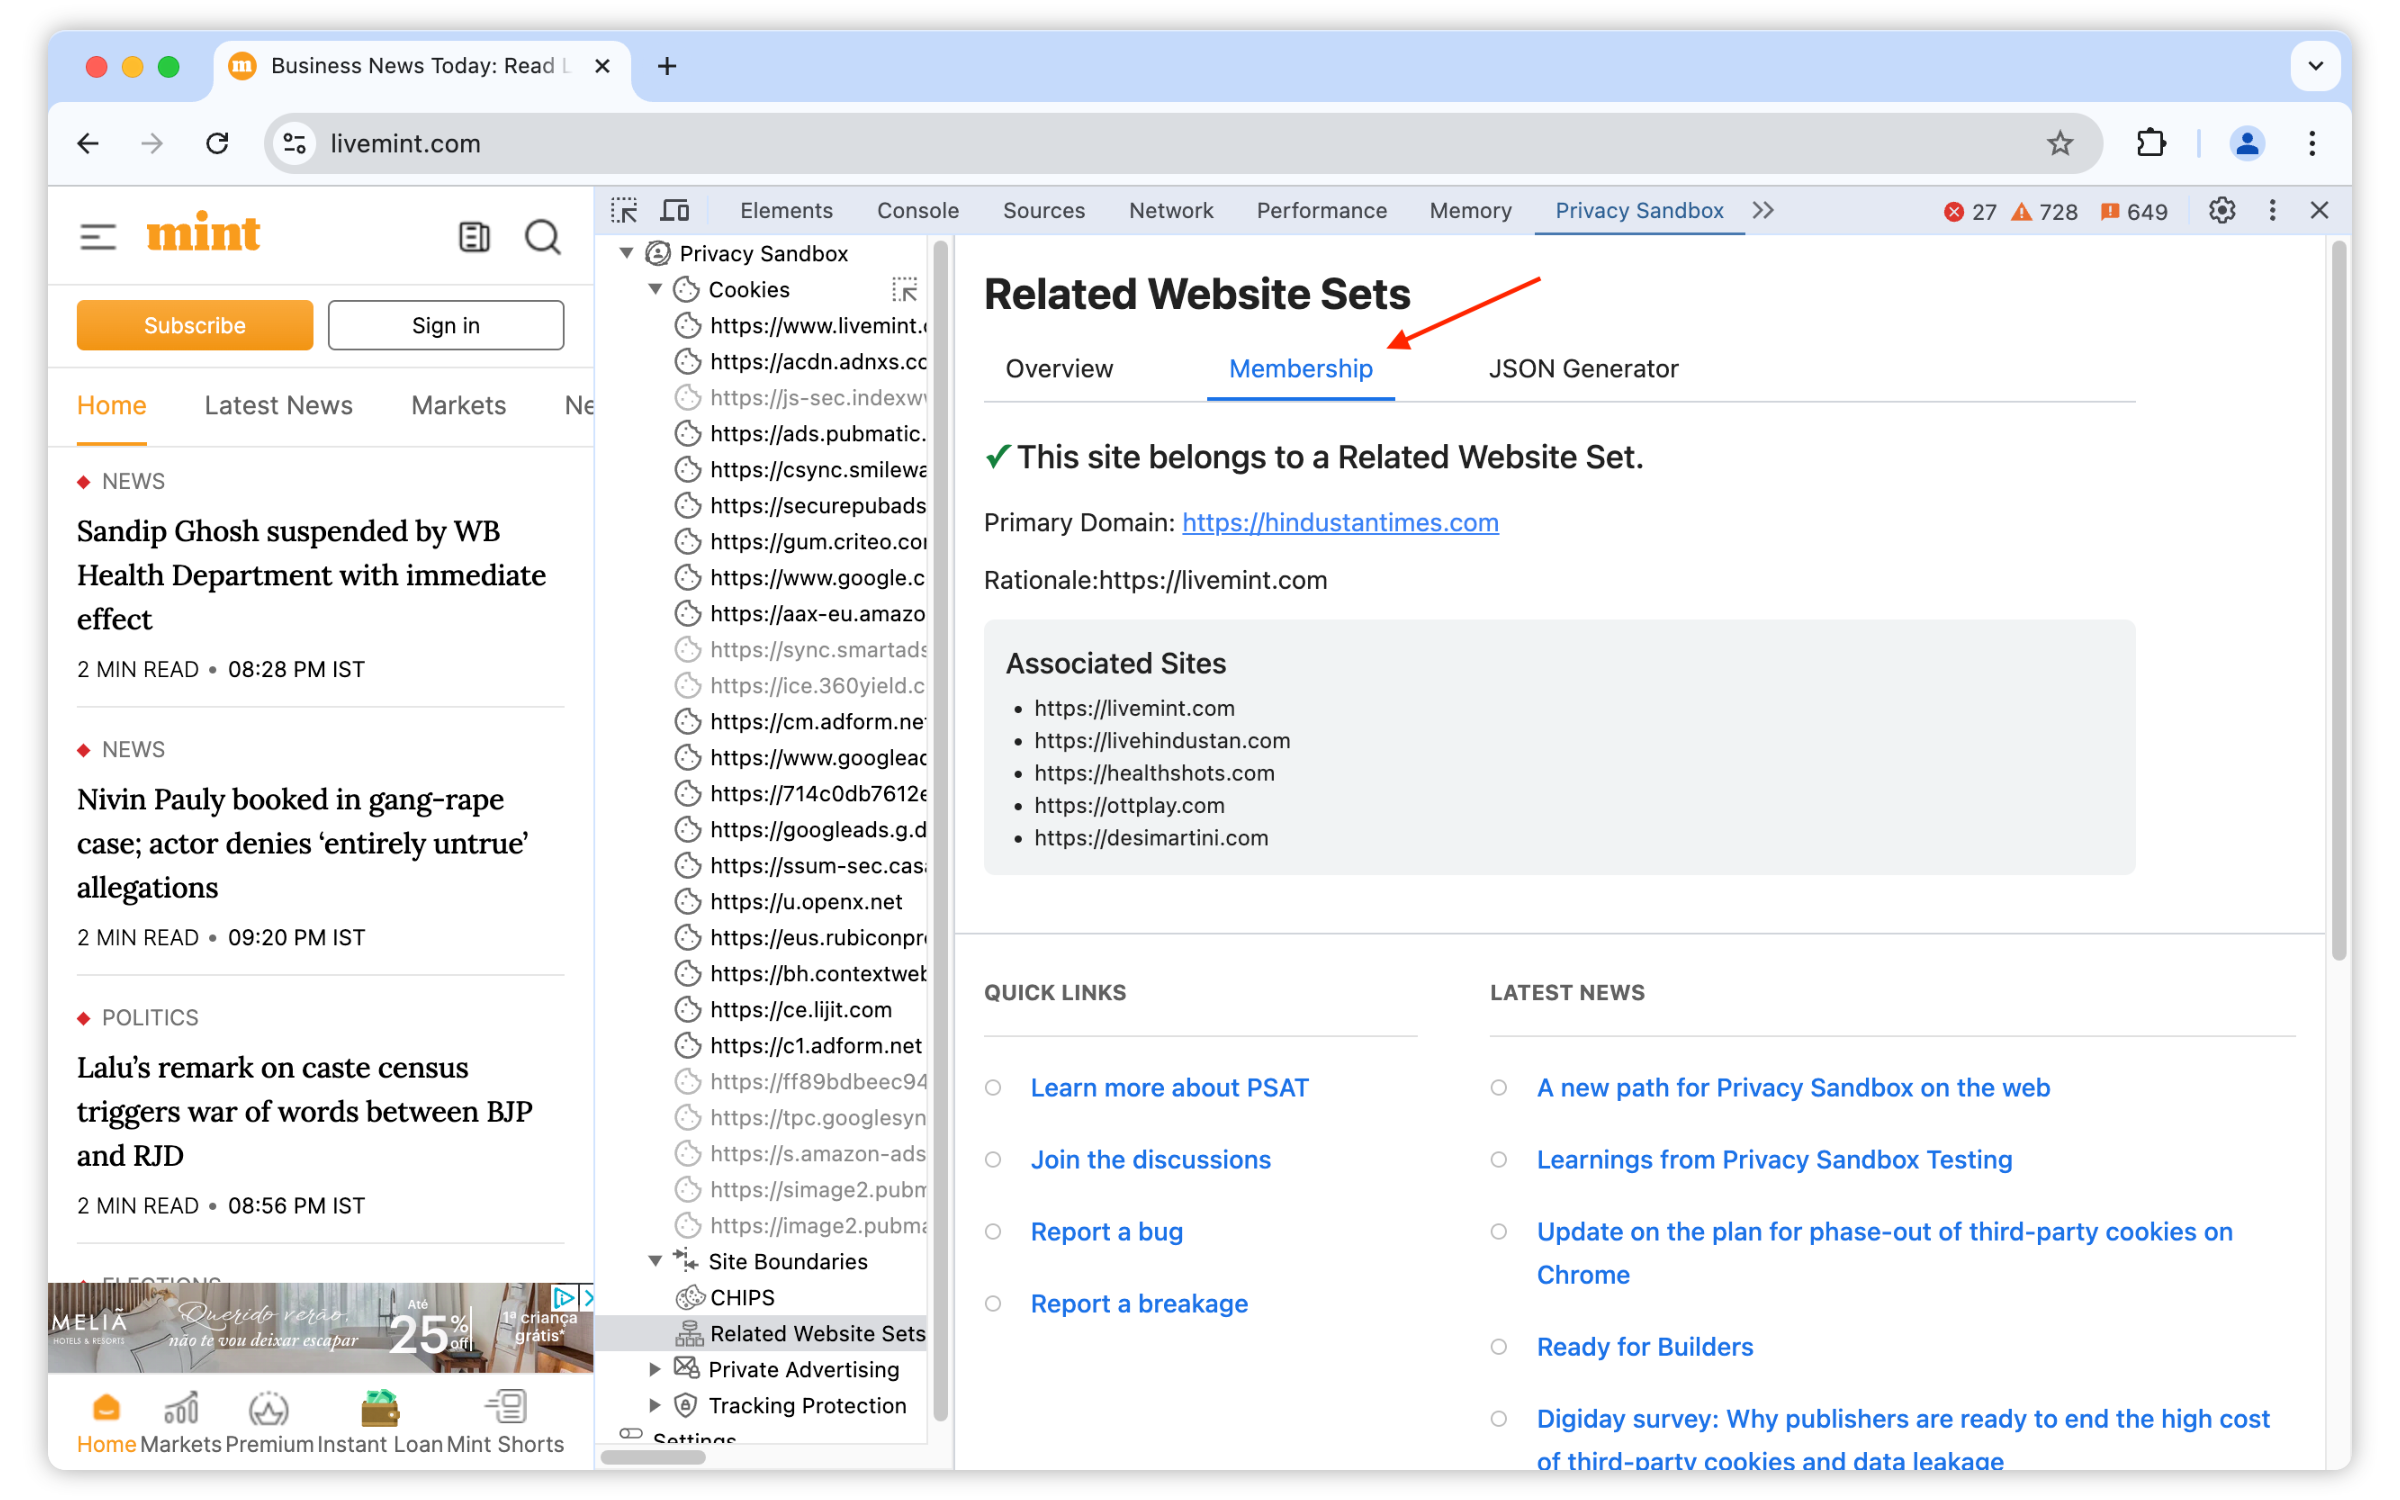 Business News Today: Read L
livemint.com
mint
Subscribe
Sign in
Home
Latest News
Markets
Ne
NEWS
Sandip Ghosh suspended by WB
Health Department with immediate
effect
2 MIN READ • 08:28 PM IST
NEWS
Nivin Pauly booked in gang-rape
case; actor denies ‘entirely untrue’
allegations
2 MIN READ • 09:20 PM IST
POLITICS
Lalu’s remark on caste census
triggers war of words between BJP
and RJD
2 MIN READ • 08:56 PM IST
ELECTIONS
MELIÃ
HOTELS & RESORTS
Querido verão,
não te vou deixar escapar
Até
25% off
1ª criança
grátis*
Home
Markets
Premium
Instant Loan
Mint Shorts
Elements
Console
Sources
Network
Performance
Memory
Privacy Sandbox
27
728
649
Privacy Sandbox
Cookies
https://www.livemint.
https://acdn.adnxs.cc
https://js-sec.indexw
https://ads.pubmatic.
https://csync.smilewa
https://securepubads
https://gum.criteo.co
https://www.google.c
https://aax-eu.amazo
https://sync.smartads
https://ice.360yield.c
https://cm.adform.ne
https://www.googlead
https://714c0db7612e
https://googleads.g.d
https://ssum-sec.cas
https://u.openx.net
https://eus.rubiconpr
https://bh.contextweb
https://ce.lijit.com
https://c1.adform.net
https://ff89bdbeec94
https://tpc.googlesyn
https://s.amazon-ads
https://simage2.pubm
https://image2.pubma
Site Boundaries
CHIPS
Related Website Sets
Private Advertising
Tracking Protection
Settings
Related Website Sets
Overview
Membership
JSON Generator
✓This site belongs to a Related Website Set.
Primary Domain: https://hindustantimes.com
Rationale:https://livemint.com
Associated Sites
• https://livemint.com
• https://livehindustan.com
• https://healthshots.com
• https://ottplay.com
• https://desimartini.com
QUICK LINKS
Learn more about PSAT
Join the discussions
Report a bug
Report a breakage
LATEST NEWS
A new path for Privacy Sandbox on the web
Learnings from Privacy Sandbox Testing
Update on the plan for phase-out of third-party cookies on
Chrome
Ready for Builders
Digiday survey: Why publishers are ready to end the high cost
of third-party cookies and data leakage